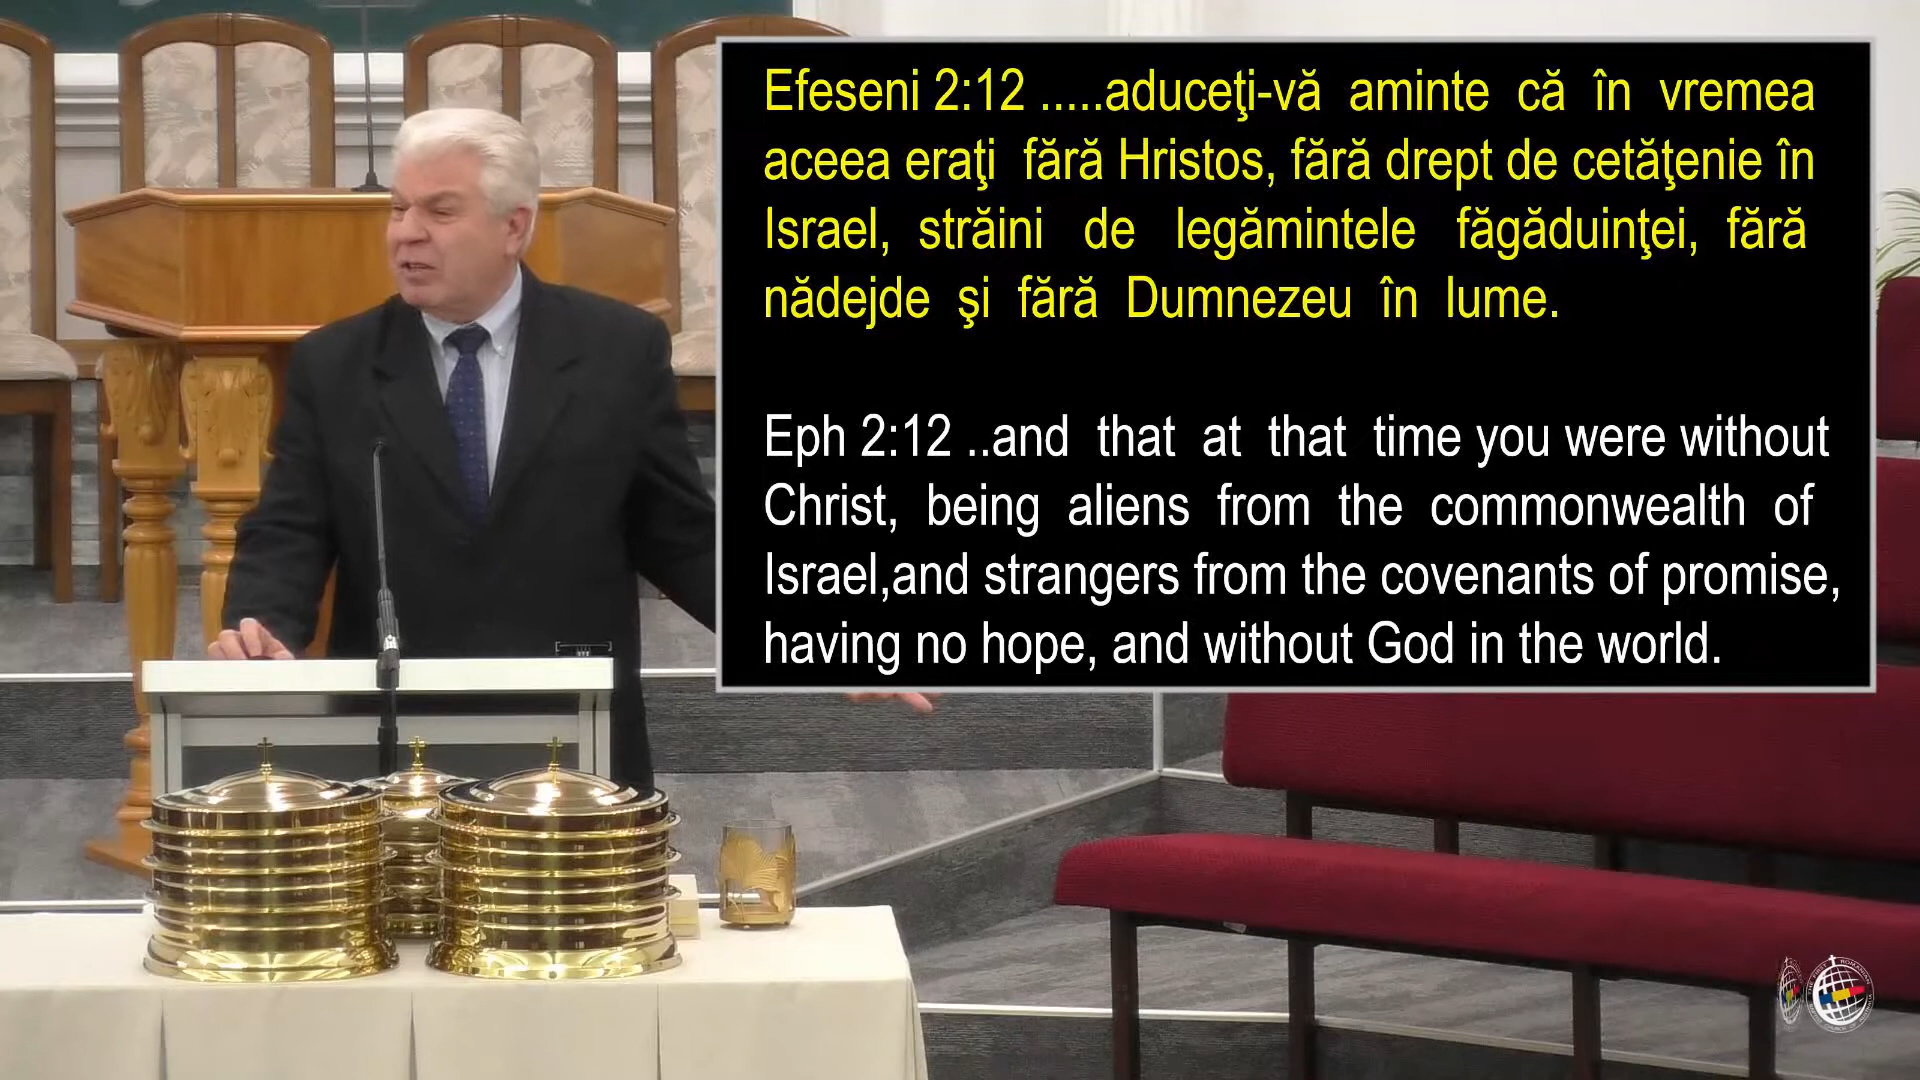 Efeseni 2:12 .....aduceţi-vă aminte că în vremea
aceea eraţi fără Hristos, fără drept de cetăţenie în
Israel, străini de legămintele făgăduinţei, fără
nădejde şi fără Dumnezeu în lume.
Eph 2:12 ..and that at that time you were without
Christ, being aliens from the commonwealth of
Israel,and strangers from the covenants of promise,
having no hope, and without God in the world.